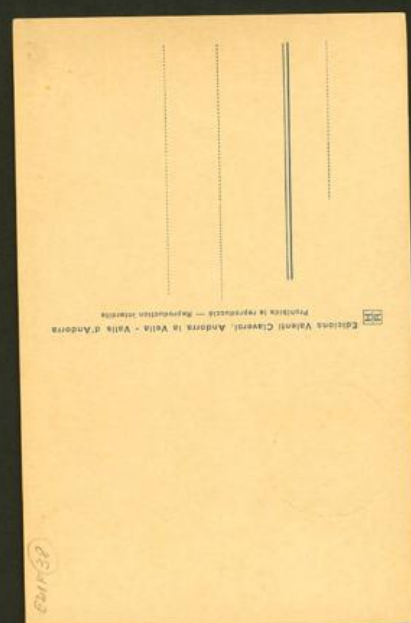 Edicions Valentí Claverol. Andorra la Vella - Valls d'Andorra
Prohibida la reproducció — Reproduction interdite